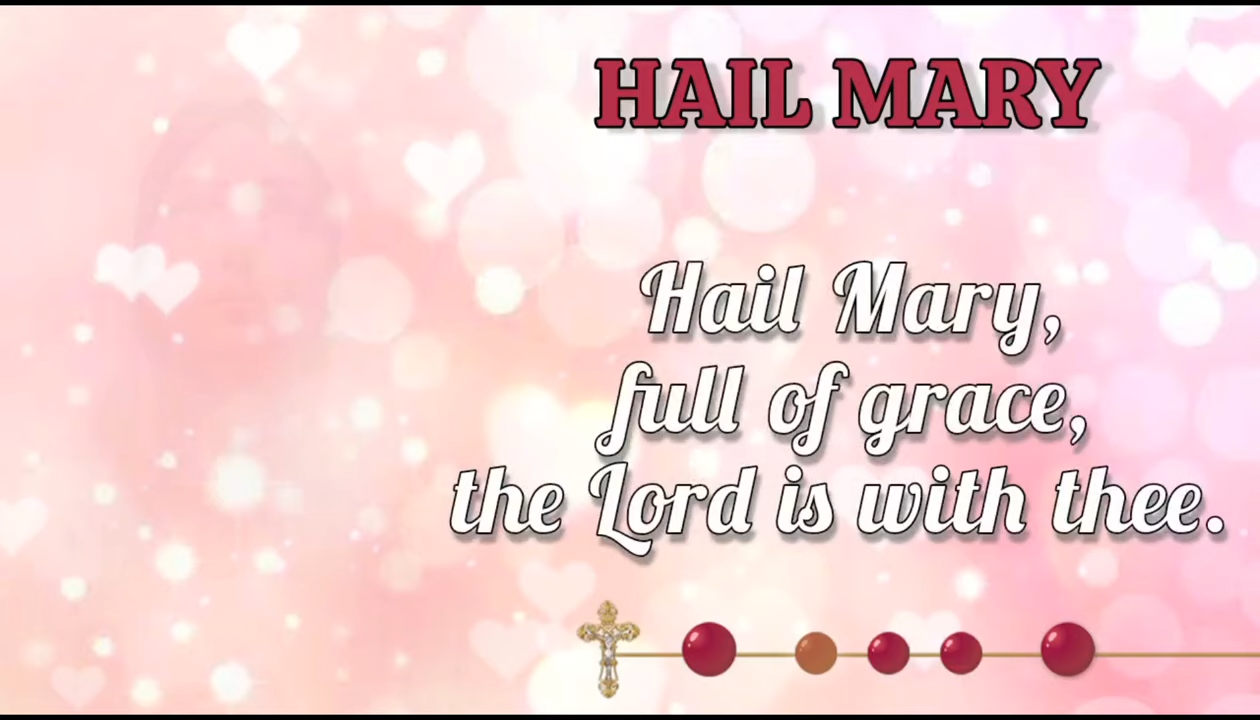 HAIL MARY
Hail Mary,
full of grace,
the Lord is with thee.